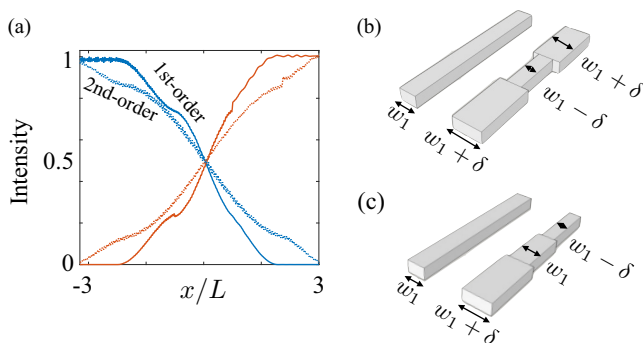 (a)
1
0.5
0
Intensity
1st-order
2nd-order
-3
3
x/L
(b)
w₁
w₁ + δ
w₁ − δ
w₁ + δ
(c)
w₁
w₁ + δ
w₁
w₁ − δ